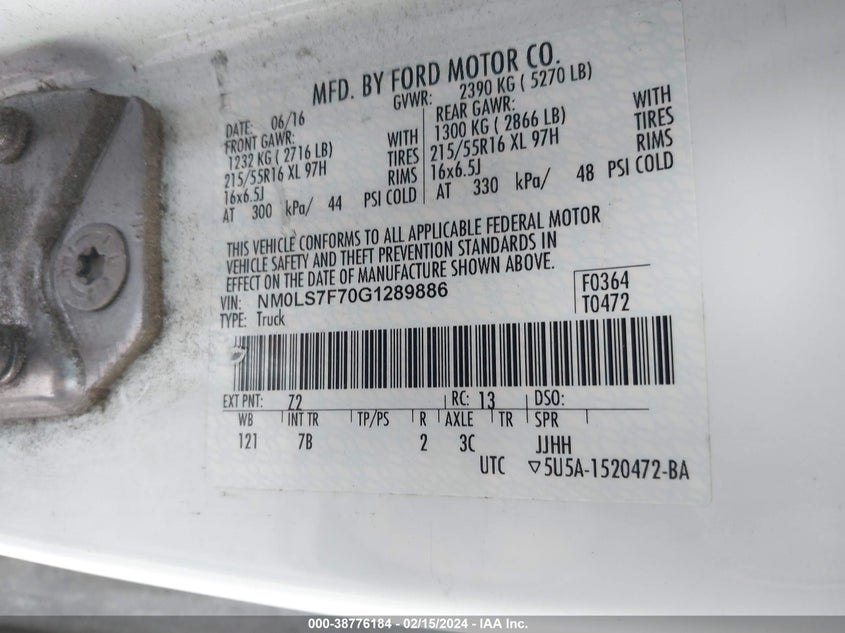 MFD. BY FORD MOTOR CO.
DATE: 06/16 GVWR: 2390 KG ( 5270 LB)
FRONT GAWR: WITH
1232 KG ( 2716 LB) TIRES
215/55R16 XL 97H RIMS
16x6.5J
AT 300 kPa/ 44 PSI COLD
REAR GAWR: WITH
1300 KG ( 2866 LB) TIRES
215/55R16 XL 97H RIMS
16x6.5J
AT 330 kPa/ 48 PSI COLD
THIS VEHICLE CONFORMS TO ALL APPLICABLE FEDERAL MOTOR
VEHICLE SAFETY AND THEFT PREVENTION STANDARDS IN
EFFECT ON THE DATE OF MANUFACTURE SHOWN ABOVE.
VIN: NM0LS7F70G1289886
TYPE: Truck
F0364
T0472
EXT PNT: Z2 RC: 13 DSO:
WB INT TR TP/PS R AXLE TR SPR
121 7B 2 3C JJHH
UTC ▽5U5A-1520472-BA
000-38776184 - 02/15/2024 - IAA Inc.